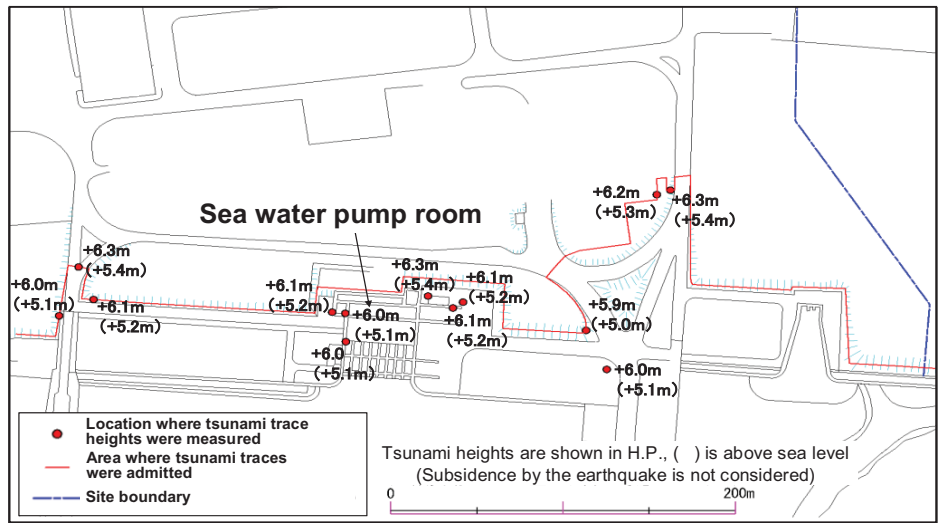 +6.2m
(+5.3m)
+6.3m
(+5.4m)
Sea water pump room
+6.3m
(+5.4m)
+6.0m
(+5.1m)
+6.1m
(+5.2m)
+6.1m
(+5.2m)
+6.0m
(+5.1m)
+6.3m
(+5.4m)
+6.1m
(+5.2m)
+6.1m
(+5.2m)
+5.9m
(+5.0m)
+6.0
(+5.1m)
+6.0m
(+5.1m)
Location where tsunami trace
heights were measured
Area where tsunami traces
were admitted
Site boundary
Tsunami heights are shown in H.P., ( ) is above sea level
(Subsidence by the earthquake is not considered)
0 200m